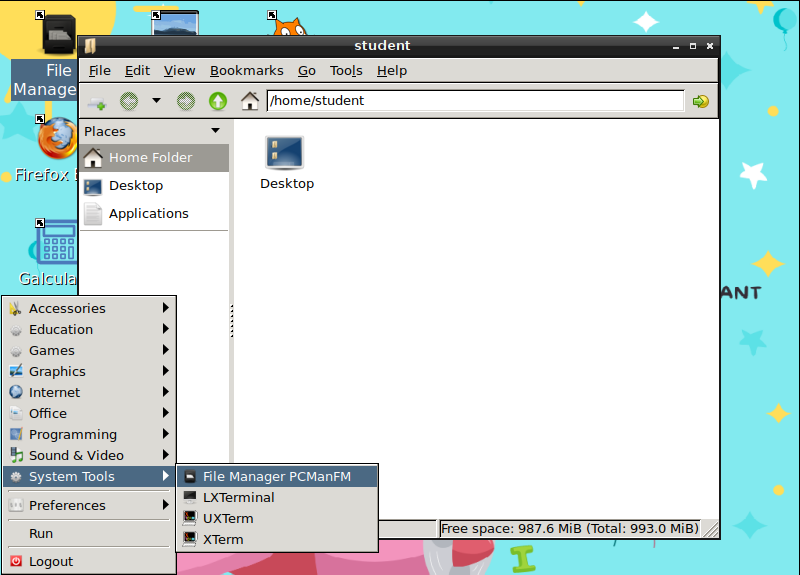 File
Manage
Firefox
Galcula
student
File Edit View Bookmarks Go Tools Help
/home/student
Places
Home Folder
Desktop
Applications
Desktop
ANT
Accessories
Education
Games
Graphics
Internet
Office
Programming
Sound & Video
System Tools
Preferences
Run
Logout
File Manager PCManFM
LXTerminal
UXTerm
XTerm
Free space: 987.6 MiB (Total: 993.0 MiB)